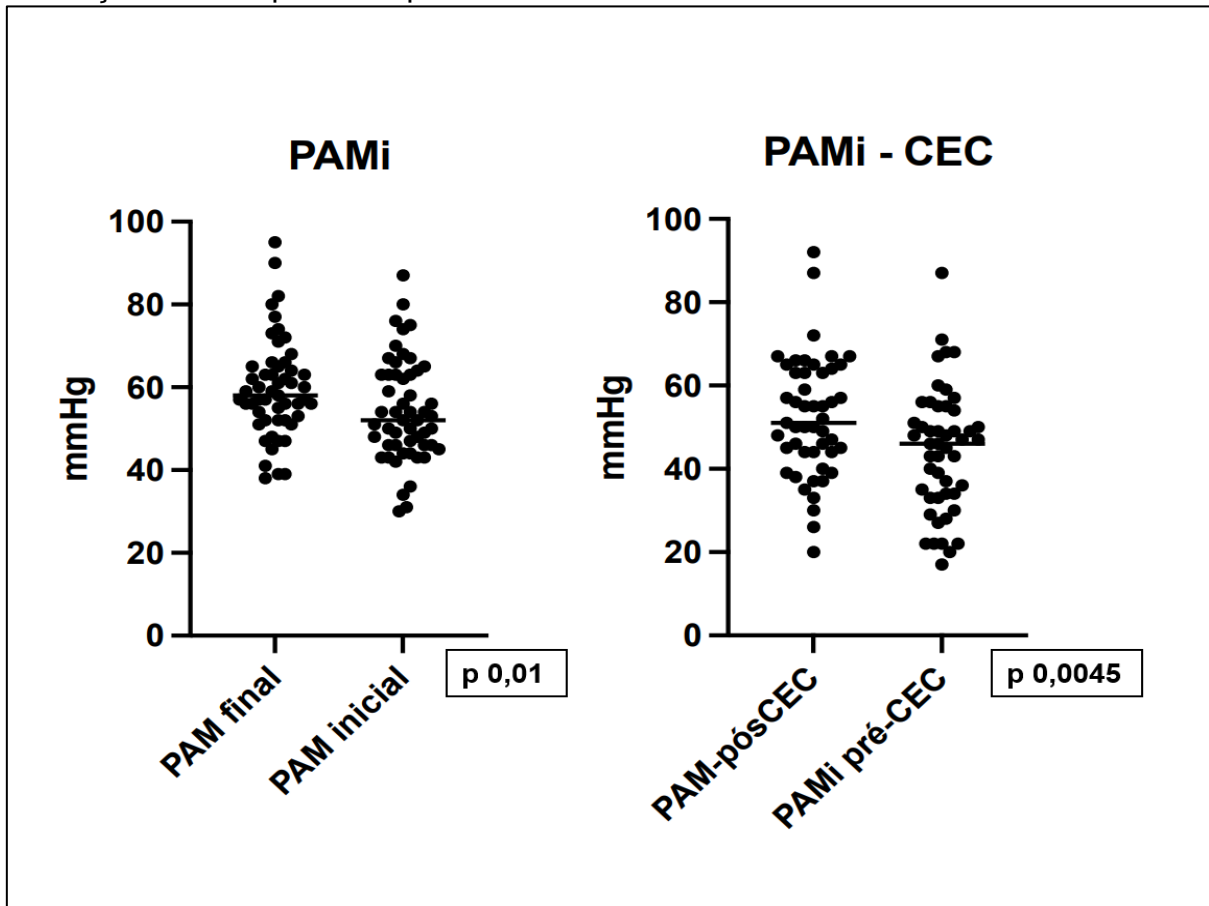 PAMi
100
80
60
40
20
0
mmHg
PAM final
PAM inicial
p 0,01
PAMi - CEC
100
80
60
40
20
0
mmHg
PAM-pósCEC
PAMi pré-CEC
p 0,0045